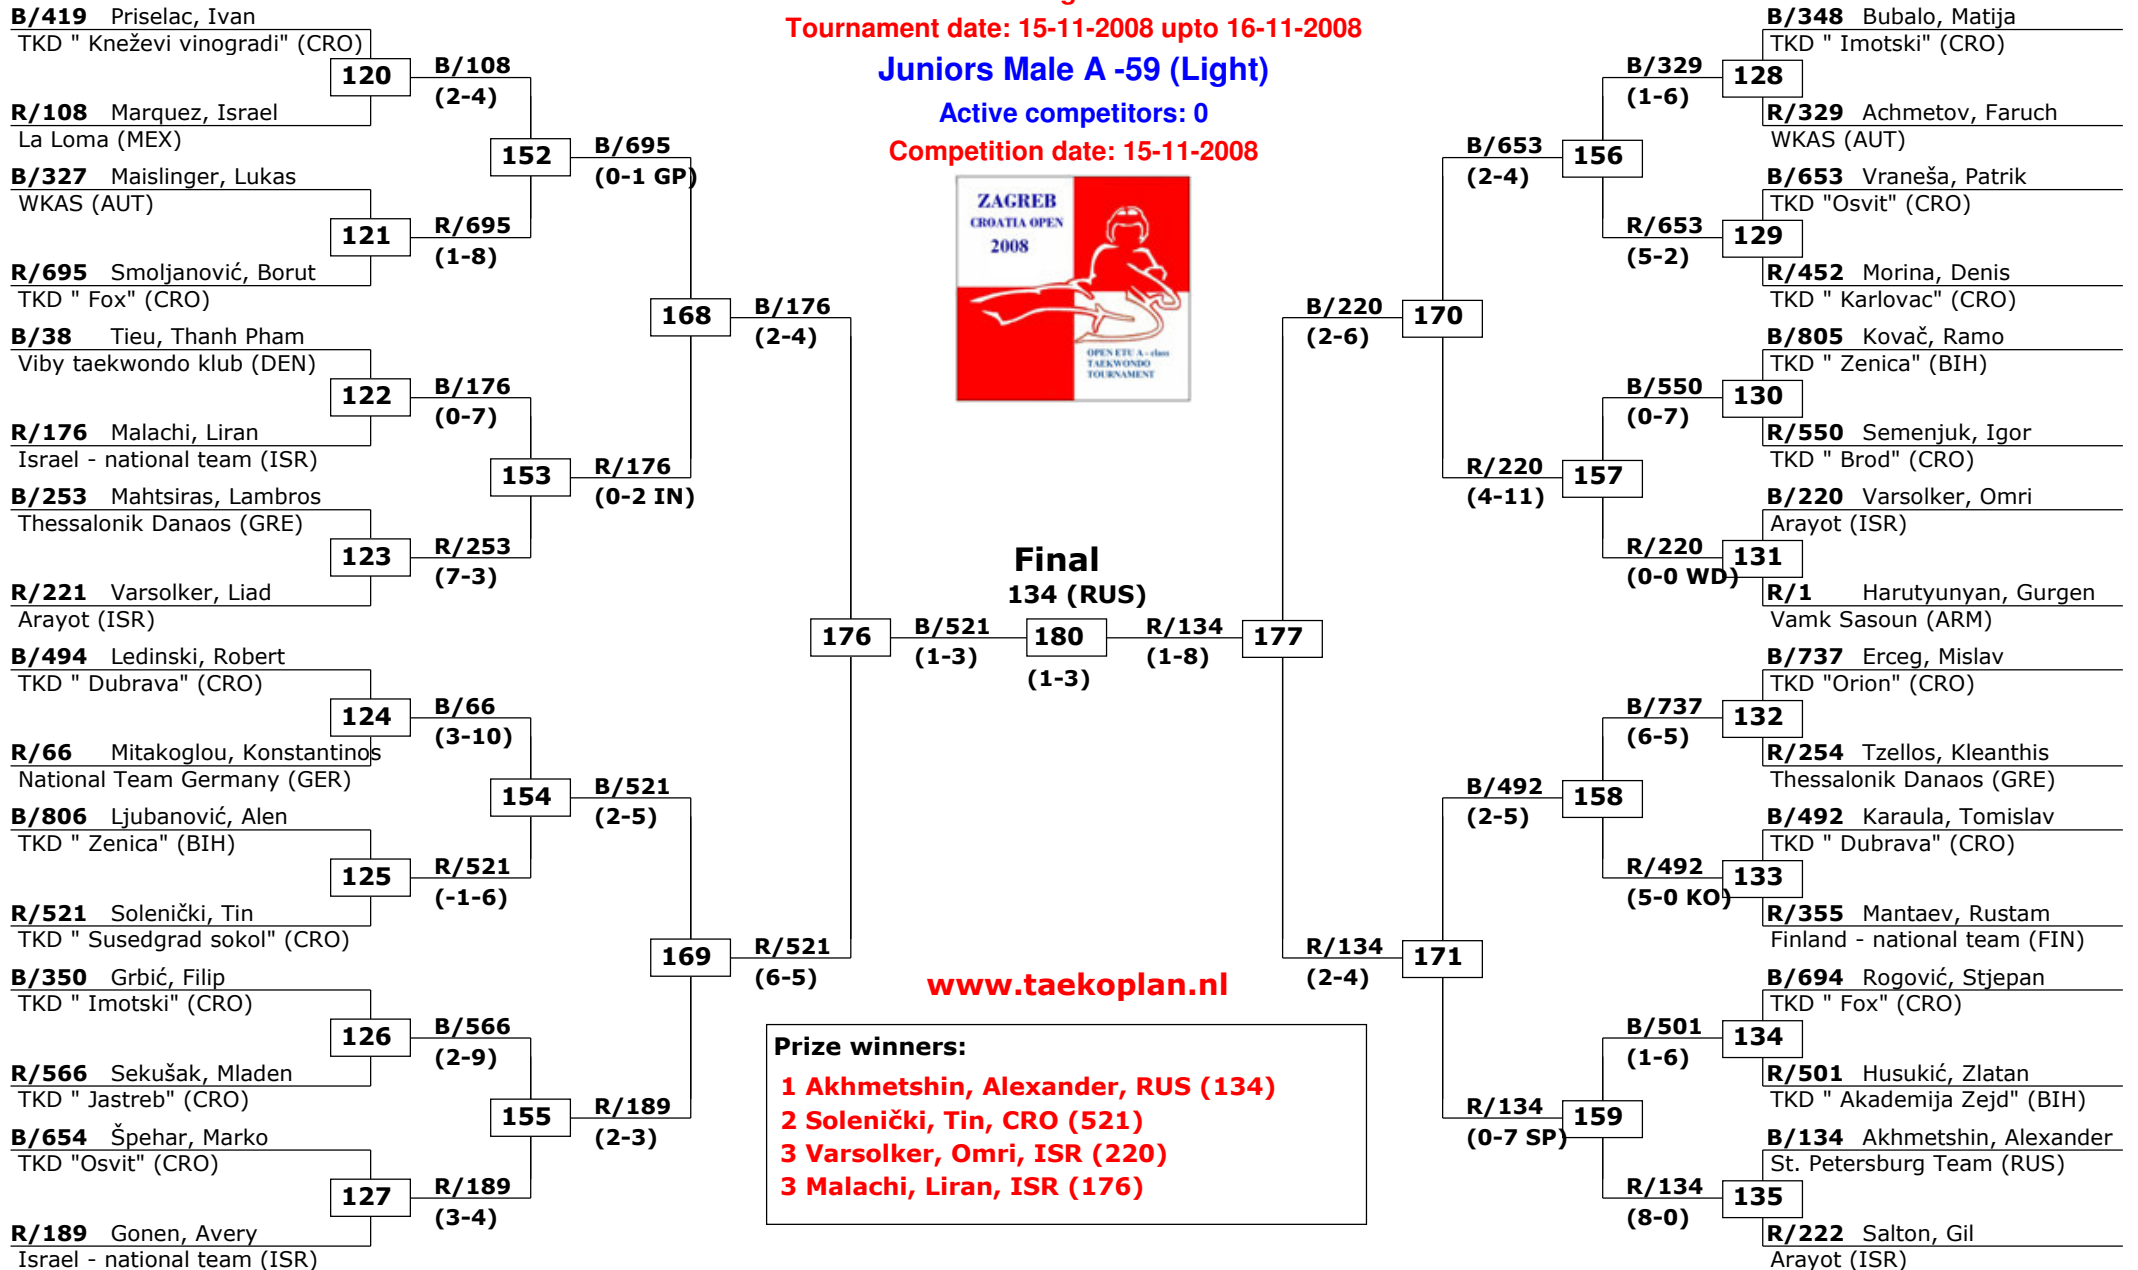 Tournament date: 15-11-2008 upto 16-11-2008
Juniors Male A -59 (Light)
Active competitors: 0
Competition date: 15-11-2008
ZAGREB
CROATIA OPEN
2008
OPEN ETU A - class
TAEKWONDO
TOURNAMENT
B/419 Priselac, Ivan
TKD " Kneževi vinogradi" (CRO)
120
R/108 Marquez, Israel
La Loma (MEX)
B/327 Maislinger, Lukas
WKAS (AUT)
121
R/695 Smoljanović, Borut
TKD " Fox" (CRO)
B/38 Tieu, Thanh Pham
Viby taekwondo klub (DEN)
122
R/176 Malachi, Liran
Israel - national team (ISR)
B/253 Mahtsiras, Lambros
Thessalonik Danaos (GRE)
123
R/221 Varsolker, Liad
Arayot (ISR)
B/494 Ledinski, Robert
TKD " Dubrava" (CRO)
124
R/66 Mitakoglou, Konstantinos
National Team Germany (GER)
B/806 Ljubanović, Alen
TKD " Zenica" (BIH)
125
R/521 Solenički, Tin
TKD " Susedgrad sokol" (CRO)
B/350 Grbić, Filip
TKD " Imotski" (CRO)
126
R/566 Sekušak, Mladen
TKD " Jastreb" (CRO)
B/654 Špehar, Marko
TKD "Osvit" (CRO)
127
R/189 Gonen, Avery
Israel - national team (ISR)
B/108
(2-4)
152
R/695
(1-8)
B/176
(0-7)
153
R/253
(7-3)
B/66
(3-10)
154
R/521
(-1-6)
B/566
(2-9)
155
R/189
(3-4)
B/695
(0-1 GP)
168
R/176
(0-2 IN)
B/521
(2-5)
169
R/189
(2-3)
B/176
(2-4)
176
R/521
(6-5)
Final
134 (RUS)
B/521
(1-3)
180
(1-3)
R/134
(1-8)
B/220
(2-6)
177
R/134
(2-4)
B/653
(2-4)
170
R/220
(4-11)
B/492
(2-5)
171
R/134
(0-7 SP)
B/329
(1-6)
156
R/653
(5-2)
B/550
(0-7)
157
R/220
(0-0 WD)
B/737
(6-5)
158
R/492
(5-0 KO)
B/501
(1-6)
159
R/134
(8-0)
B/348 Bubalo, Matija
TKD " Imotski" (CRO)
128
R/329 Achmetov, Faruch
WKAS (AUT)
B/653 Vraneša, Patrik
TKD "Osvit" (CRO)
129
R/452 Morina, Denis
TKD " Karlovac" (CRO)
B/805 Kovač, Ramo
TKD " Zenica" (BIH)
130
R/550 Semenjuk, Igor
TKD " Brod" (CRO)
B/220 Varsolker, Omri
Arayot (ISR)
131
R/1 Harutyunyan, Gurgen
Vamk Sasoun (ARM)
B/737 Erceg, Mislav
TKD "Orion" (CRO)
132
R/254 Tzellos, Kleanthis
Thessalonik Danaos (GRE)
B/492 Karaula, Tomislav
TKD " Dubrava" (CRO)
133
R/355 Mantaev, Rustam
Finland - national team (FIN)
B/694 Rogović, Stjepan
TKD " Fox" (CRO)
134
R/501 Husukić, Zlatan
TKD " Akademija Zejd" (BIH)
B/134 Akhmetshin, Alexander
St. Petersburg Team (RUS)
135
R/222 Salton, Gil
Arayot (ISR)
www.taekoplan.nl
Prize winners:
1 Akhmetshin, Alexander, RUS (134)
2 Solenički, Tin, CRO (521)
3 Varsolker, Omri, ISR (220)
3 Malachi, Liran, ISR (176)